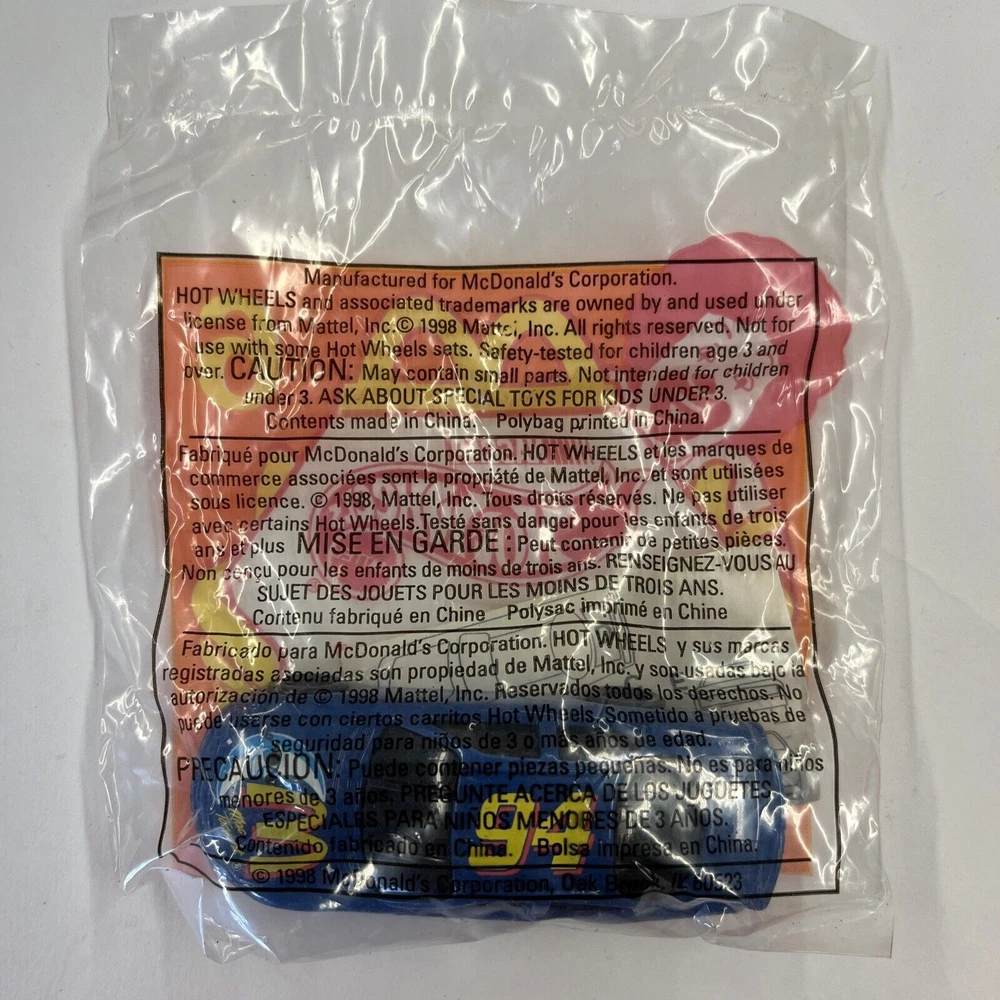 Manufactured for McDonald's Corporation.
HOT WHEELS and associated trademarks are owned by and used under
license from Mattel, Inc.© 1998 Mattel, Inc. All rights reserved. Not for
use with some Hot Wheels sets. Safety-tested for children age 3 and
over. CAUTION: May contain small parts. Not intended for children
under 3. ASK ABOUT SPECIAL TOYS FOR KIDS UNDER 3.
Contents made in China. Polybag printed in China.
Fabriqué pour McDonald's Corporation. HOT WHEELS et les marques de
commerce associées sont la propriété de Mattel, Inc. et sont utilisées
sous licence. © 1998, Mattel, Inc. Tous droits réservés. Ne pas utiliser
avec certains Hot Wheels. Testé sans danger pour les enfants de trois
ans et plus MISE EN GARDE : Peut contenir de petites pièces.
Non conçu pour les enfants de moins de trois ans. RENSEIGNEZ-VOUS AU
SUJET DES JOUETS POUR LES MOINS DE TROIS ANS.
Contenu fabriqué en Chine Polysac imprimé en Chine
Fabricado para McDonald's Corporation. HOT WHEELS y sus marcas
registradas asociadas son propiedad de Mattel, Inc. y son usadas bajo la
autorización de © 1998 Mattel, Inc. Reservados todos los derechos. No
puede usarse con ciertos carritos Hot Wheels. Sometido a pruebas de
seguridad para niños de 3 o más años de edad.
PRECAUCION: Puede contener piezas pequeñas. No es para niños
menores de 3 años. PREGUNTE ACERCA DE LOS JUGUETES
ESPECIALES PARA NIÑOS MENORES DE 3 AÑOS.
Contenido fabricado en China. Bolsa impresa en China.
© 1998 McDonald's Corporation, Oak Brook, IL 60523
94